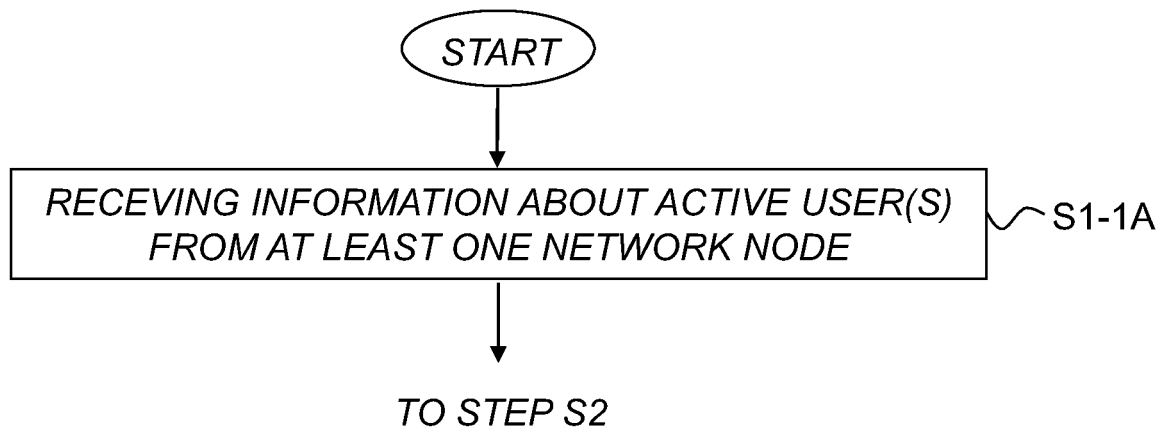 START
RECEVING INFORMATION ABOUT ACTIVE USER(S)
FROM AT LEAST ONE NETWORK NODE
S1-1A
TO STEP S2